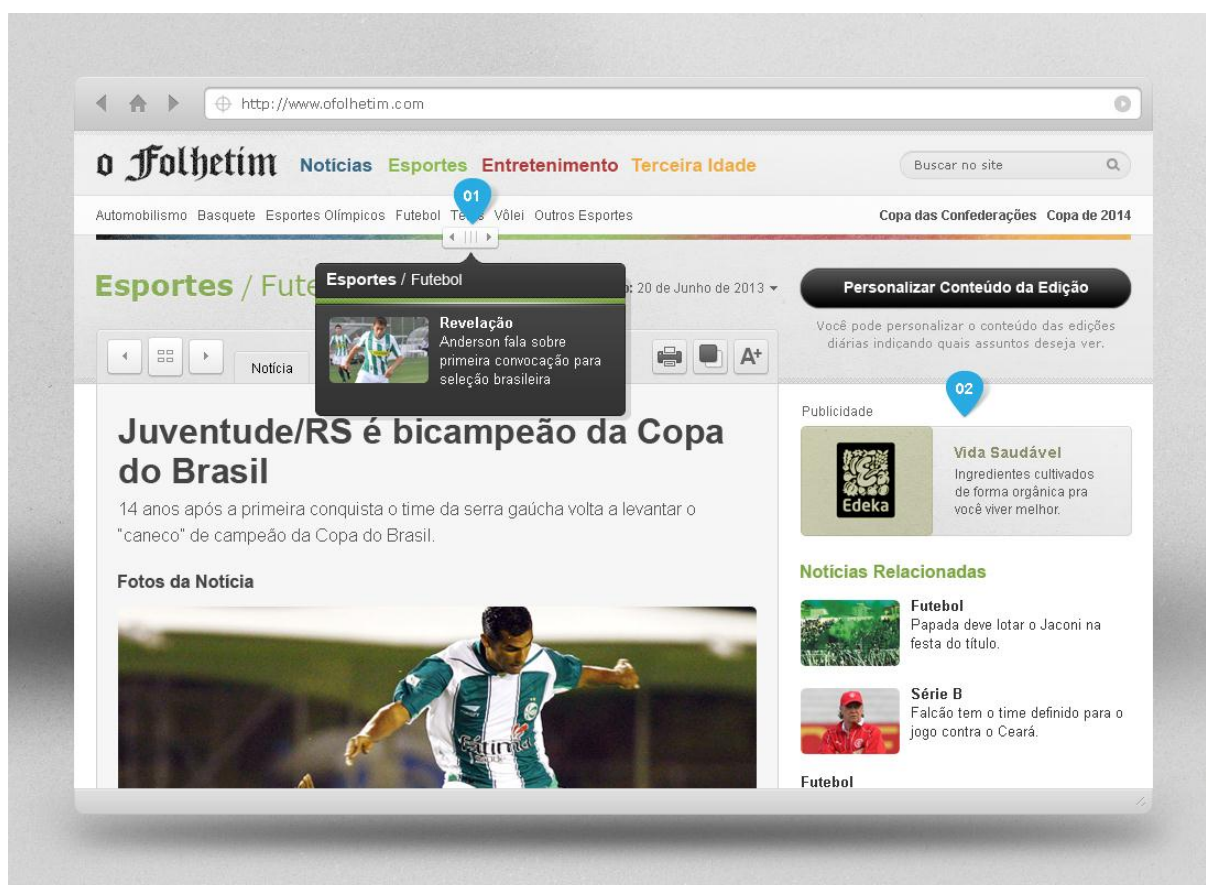 http://www.ofolhetim.com
o Folhetim Notícias Esportes Entretenimento Terceira Idade Buscar no site
01
Automobilismo Basquete Esportes Olímpicos Futebol Vôlei Outros Esportes Copa das Confederações Copa de 2014
Esportes / Fute
20 de Junho de 2013
Esportes / Futebol
Revelação
Anderson fala sobre
primeira convocação para
seleção brasileira
Personalizar Conteúdo da Edição
Você pode personalizar o conteúdo das edições
diárias indicando quais assuntos deseja ver.
Notícia
A+
02
Juventude/RS é bicampeão da Copa
do Brasil
14 anos após a primeira conquista o time da serra gaúcha volta a levantar o
"caneco" de campeão da Copa do Brasil.
Fotos da Notícia
Fátima
Publicidade
Edeka
Vida Saudável
Ingredientes cultivados
de forma orgânica pra
você viver melhor.
Notícias Relacionadas
Futebol
Papada deve lotar o Jaconi na
festa do título.
Série B
Falcão tem o time definido para o
jogo contra o Ceará.
Futebol